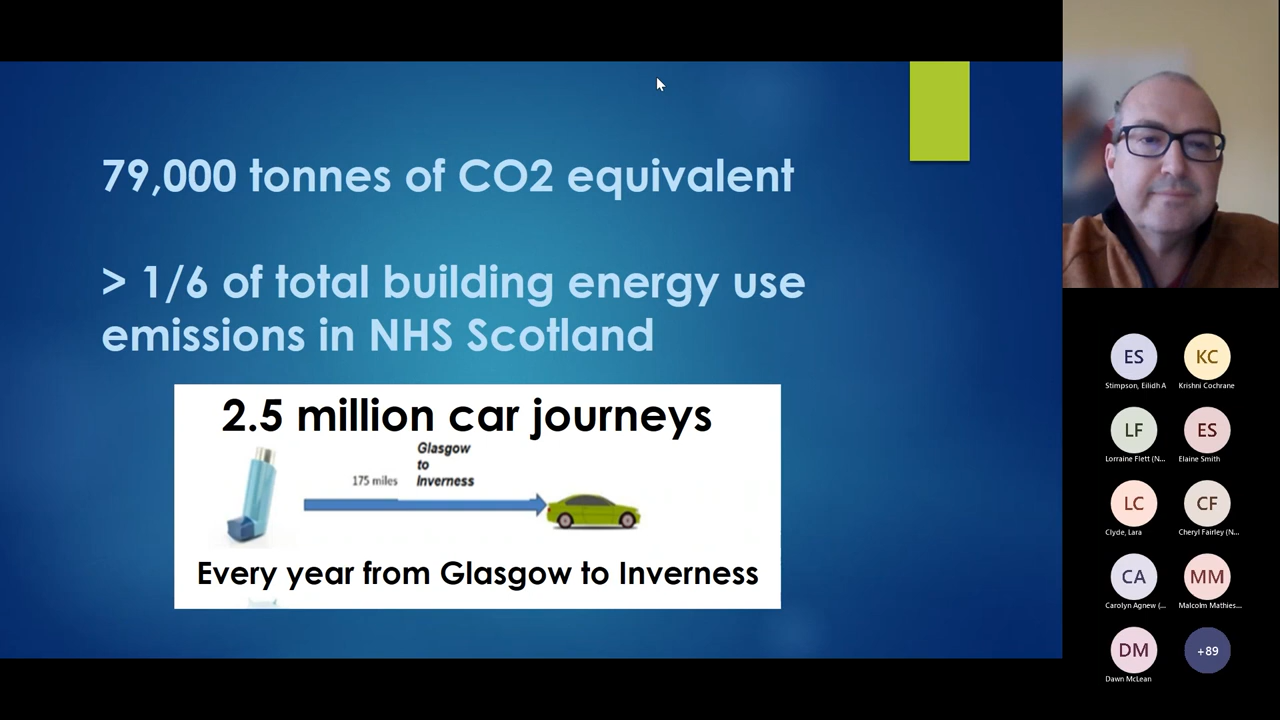 79,000 tonnes of CO2 equivalent
> 1/6 of total building energy use
emissions in NHS Scotland
2.5 million car journeys
Glasgow
to
Inverness
175 miles
Every year from Glasgow to Inverness
ES
KC
Stimpson, Eilidh A
Krishni Cochrane
LF
ES
Lorraine Flett (N...
Elaine Smith
LC
CF
Clyde, Lara
Cheryl Fairley (N...
CA
MM
Carolyn Agnew (...
Malcolm Mathies...
DM
+89
Dawn McLean